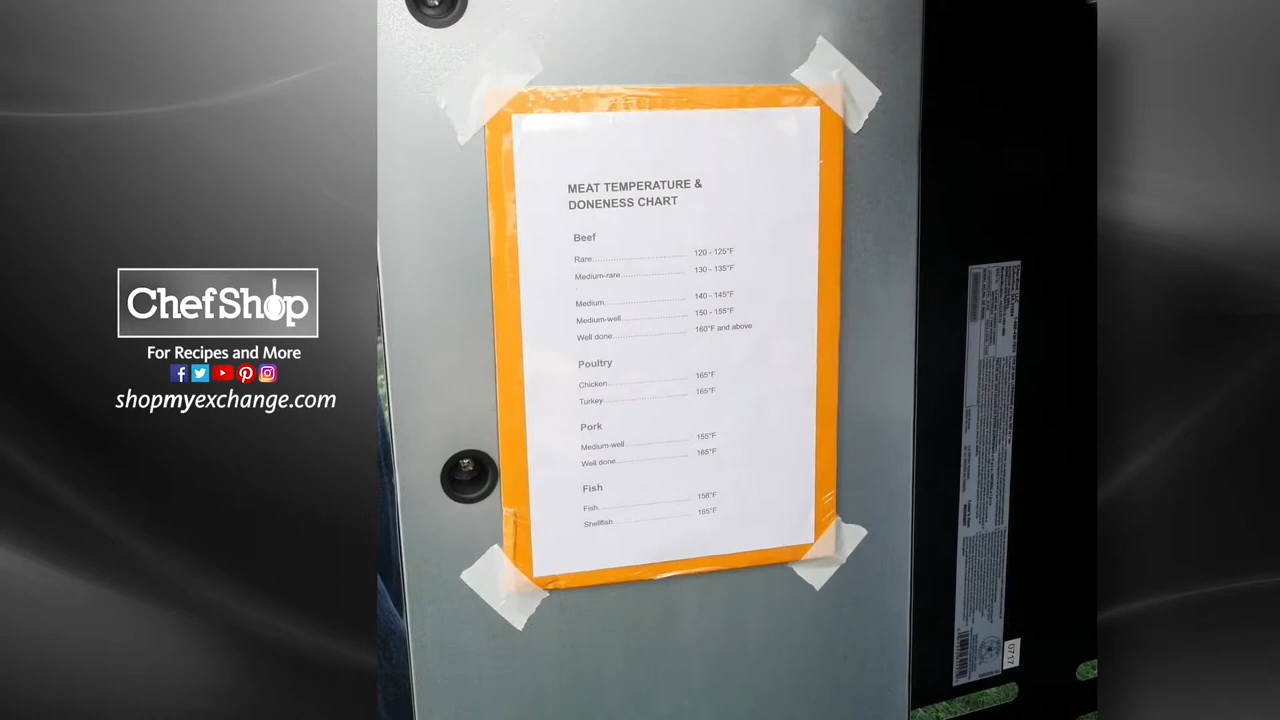 ChefShop
For Recipes and More
shopmyexchange.com
MEAT TEMPERATURE &
DONENESS CHART
Beef
Rare 120 - 125°F
Medium-rare 130 - 135°F
Medium 140 - 145°F
Medium-well 150 - 155°F
Well done 160°F and above
Poultry
Chicken 165°F
Turkey 165°F
Pork
Medium-well 155°F
Well done 165°F
Fish
Fish 158°F
Shellfish 165°F
0717